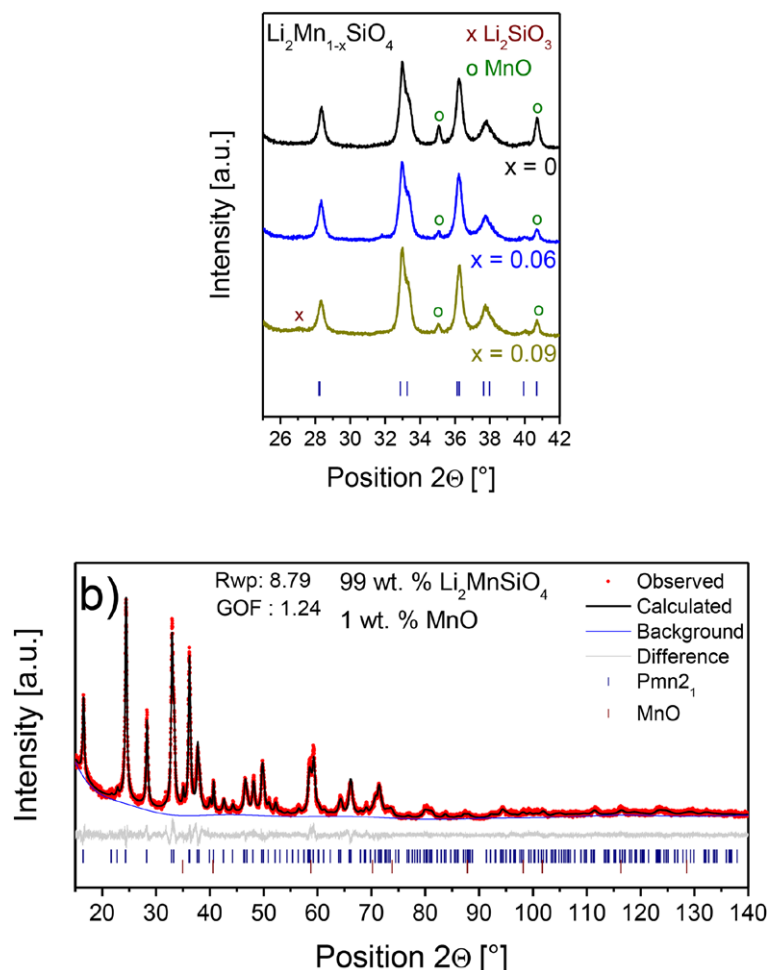 Li₂Mn₁₋ₓSiO₄
x Li₂SiO₃
o MnO
o
o
x = 0
o
o
x = 0.06
x
o
o
x = 0.09
Intensity [a.u.]
26 28 30 32 34 36 38 40 42
Position 2Θ [°]
b)
Rwp: 8.79
GOF : 1.24
99 wt. % Li₂MnSiO₄
1 wt. % MnO
Observed
Calculated
Background
Difference
Pmn2₁
MnO
Intensity [a.u.]
20 30 40 50 60 70 80 90 100 110 120 130 140
Position 2Θ [°]